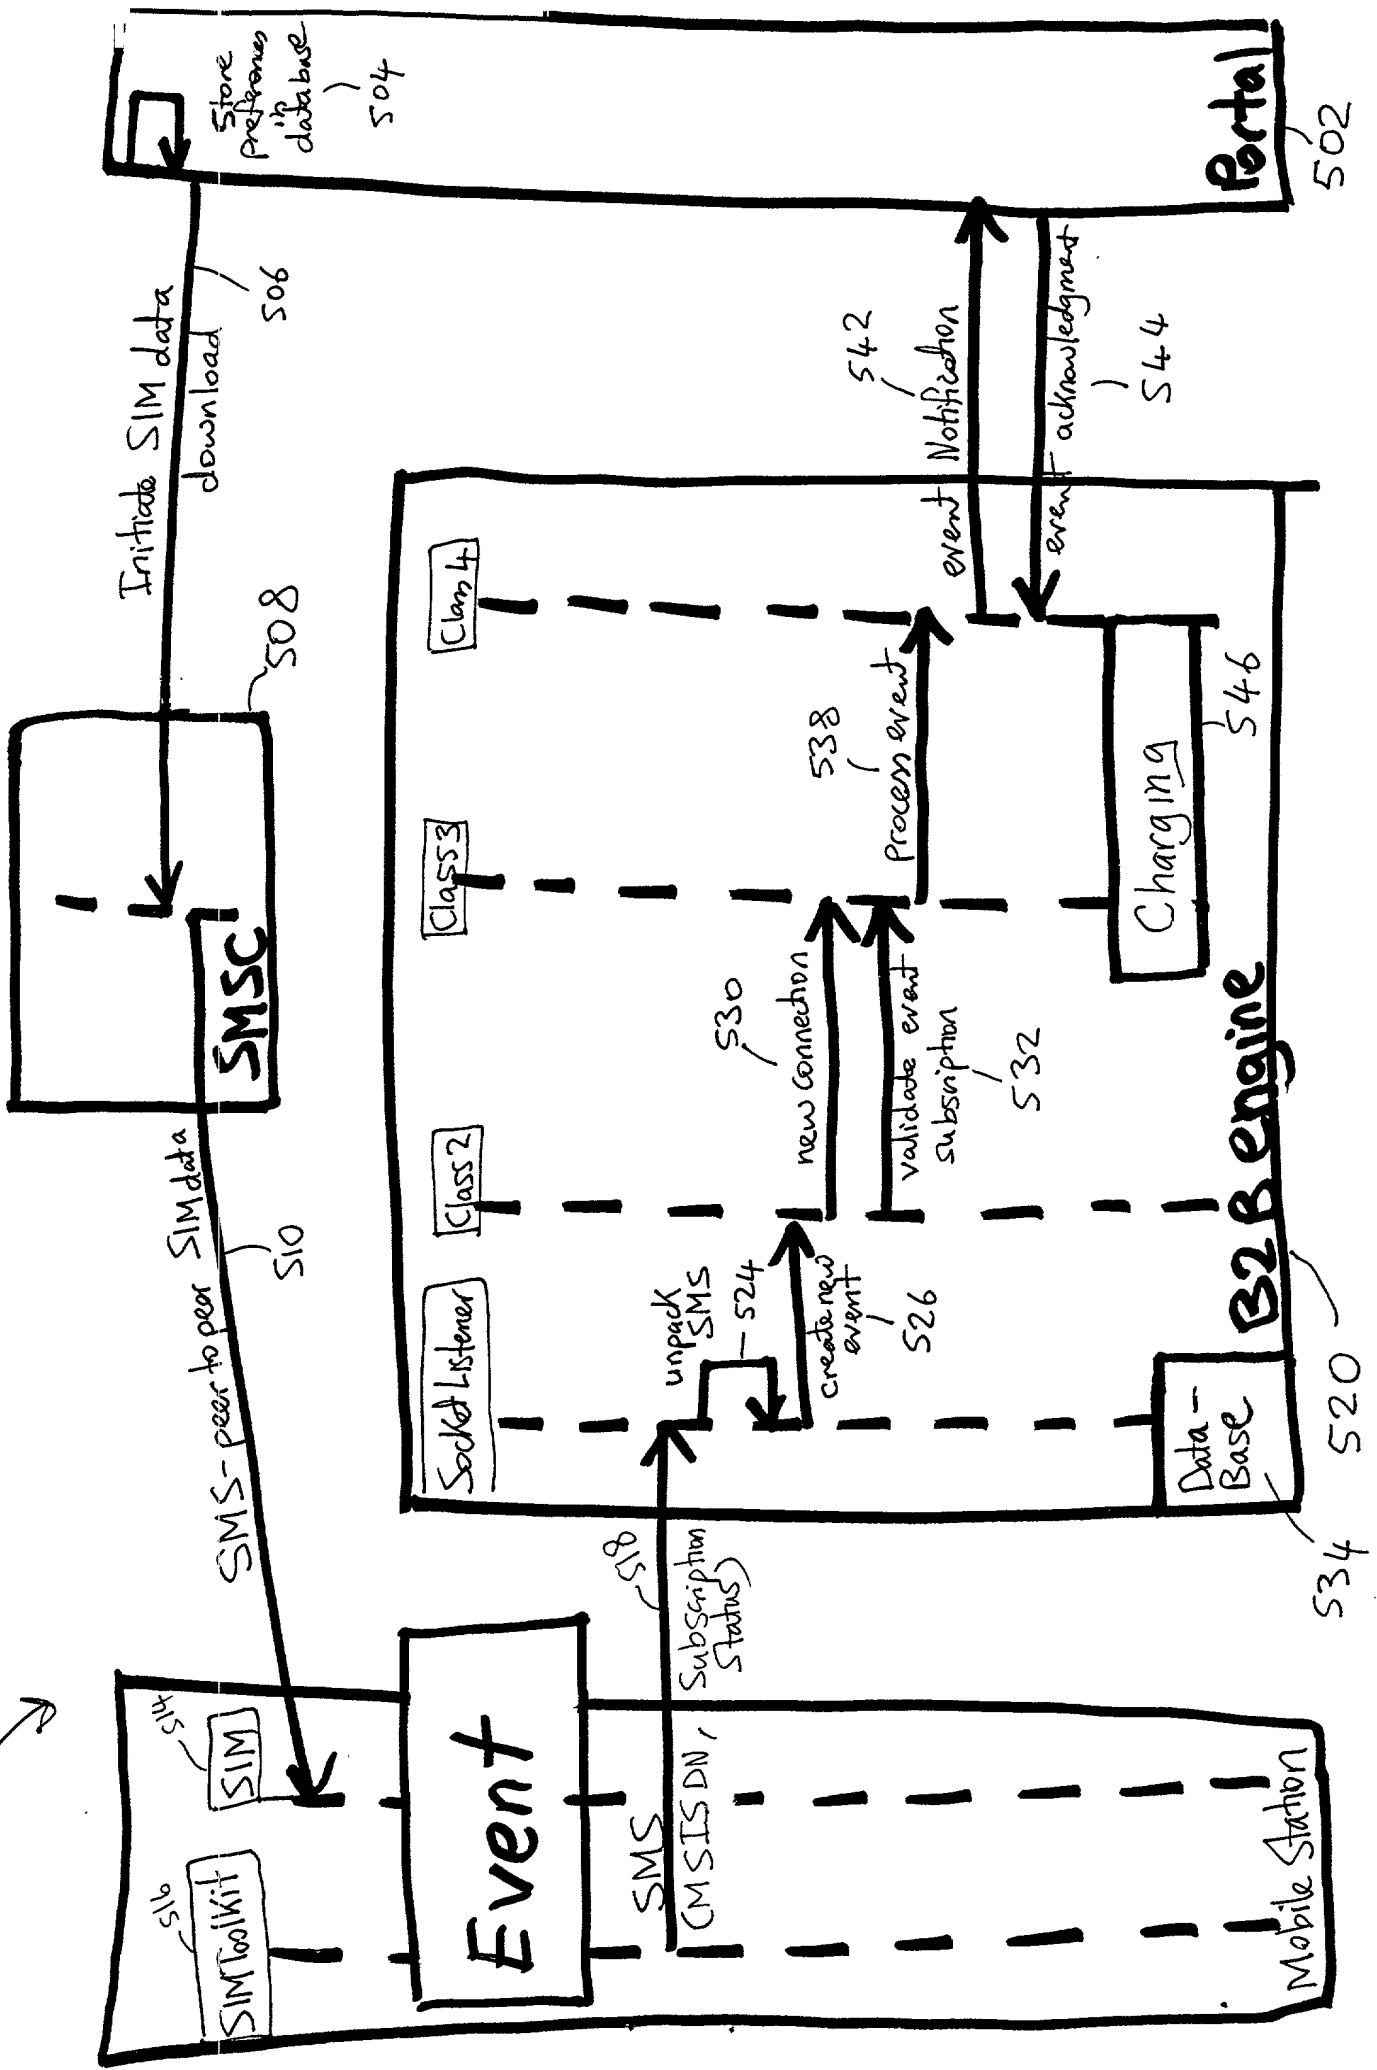 SIMToolKit
516
SIM
514
Event
Mobile Station
SMS-peer to peer SIM data
510
SMSC
508
Initiate SIM data
download
506
Store
preferences
in
database
504
Portal
502
SMS
(MSISDN,
Subscription
Status)
518
Socket Listener
Class 2
Class 3
Class 4
unpack
SMS
524
create new
event
526
new connection
530
validate event
subscription
532
process event
538
event Notification
542
event acknowledgment
544
Charging
546
Data-
Base
534
B2B engine
520